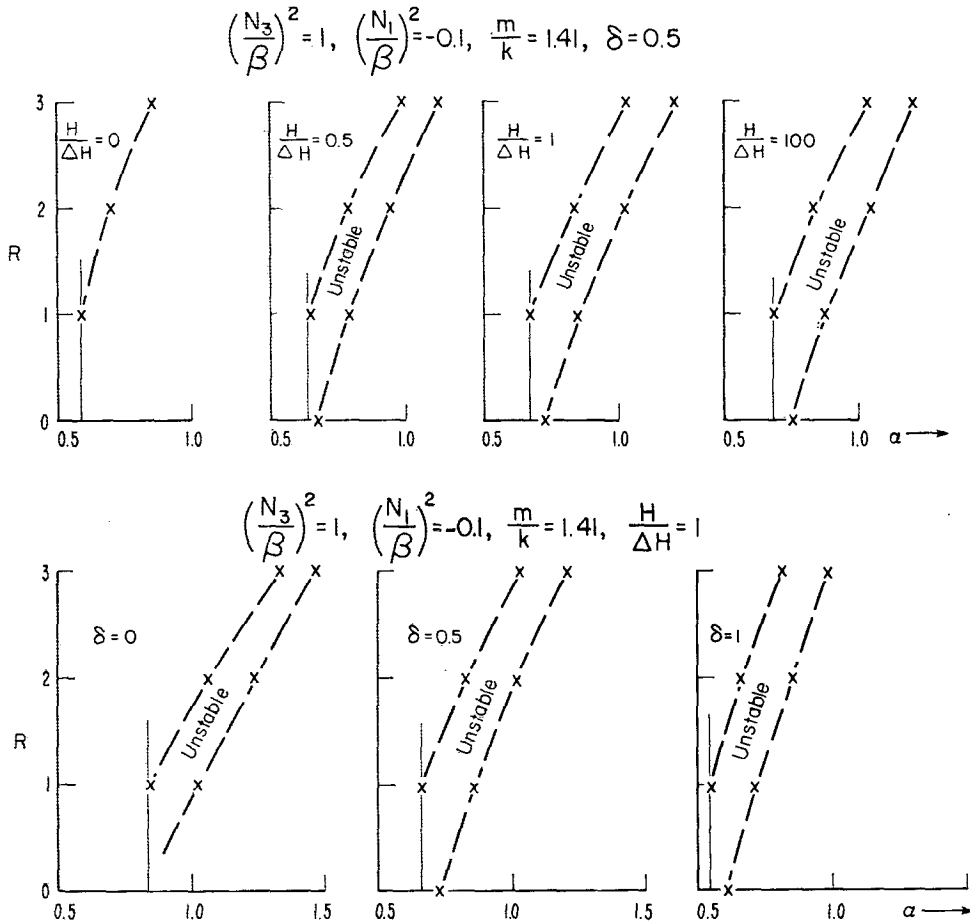 (N₃/β)² = 1, (N₁/β)² = -0.1, m/k = 1.41, δ = 0.5
3
2
R
1
0
H/ΔH = 0
H/ΔH = 0.5
H/ΔH = 1
H/ΔH = 100
Unstable
Unstable
Unstable
0.5 1.0
0.5 1.0
0.5 1.0
0.5 1.0 α
(N₃/β)² = 1, (N₁/β)² = -0.1, m/k = 1.41, H/ΔH = 1
3
2
R
1
0
δ = 0
δ = 0.5
δ = 1
Unstable
Unstable
Unstable
0.5 1.0 1.5
0.5 1.0 1.5
0.5 1.0 α